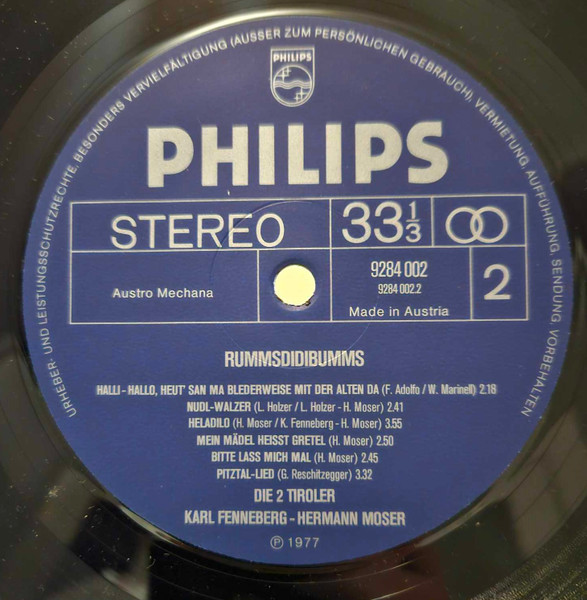 URHEBER- UND LEISTUNGSSCHUTZRECHTE, BESONDERS VERVIELFÄLTIGUNG (AUSSER ZUM PERSÖNLICHEN GEBRAUCH), VERMIETUNG, AUFFÜHRUNG, SENDUNG, VORBEHALTEN
PHILIPS
PHILIPS
STEREO
33 1/3
9284 002
9284 002.2
2
Austro Mechana
Made in Austria
RUMMSDIDIBUMMS
HALLI-HALLO, HEUT' SAN MA BLEDERWEISE MIT DER ALTEN DA (F. Adolfo / W. Marinell) 2.18
NUDL-WALZER (L. Holzer / L. Holzer - H. Moser) 2.41
HELADILO (H. Moser / K. Fenneberg - H. Moser) 3.55
MEIN MÄDEL HEISST GRETEL (H. Moser) 2.50
BITTE LASS MICH MAL (H. Moser) 2.45
PITZTAL-LIED (G. Reschitzegger) 3.32
DIE 2 TIROLER
KARL FENNEBERG - HERMANN MOSER
Ⓟ 1977